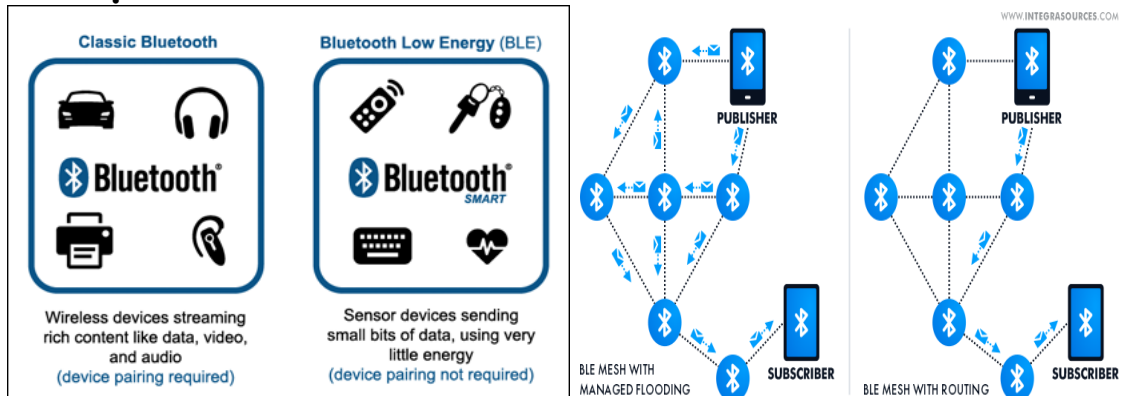 Classic Bluetooth
Bluetooth®
Wireless devices streaming
rich content like data, video,
and audio
(device pairing required)
Bluetooth Low Energy (BLE)
Bluetooth®
SMART
Sensor devices sending
small bits of data, using very
little energy
(device pairing not required)
PUBLISHER
SUBSCRIBER
BLE MESH WITH
MANAGED FLOODING
WWW.INTEGRASOURCES.COM
PUBLISHER
SUBSCRIBER
BLE MESH WITH ROUTING